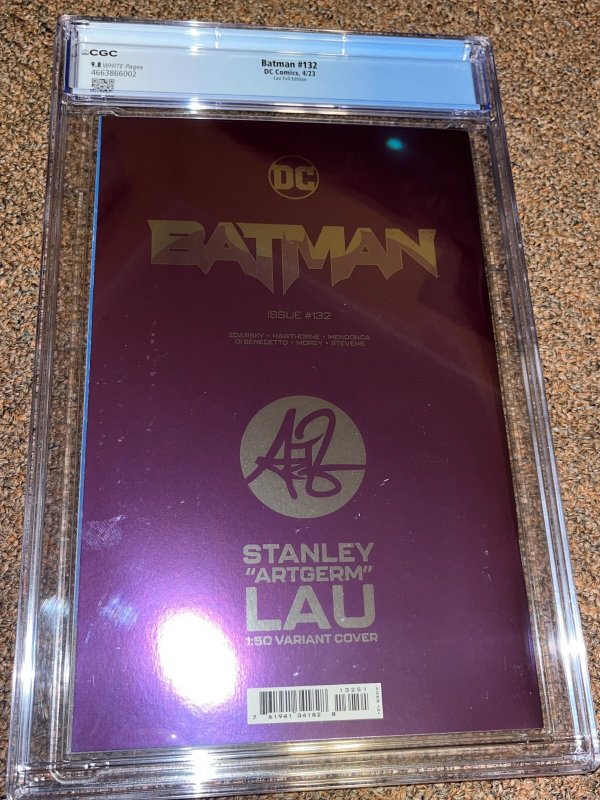 CGC
9.8 WHITE Pages
4663866002
Batman #132
DC Comics, 4/23
Lau Foil Edition
DC
BATMAN
ISSUE #132
ZDARSKY • HAWTHORNE • MENDONCA
DI BENEDETTO • MOREY • STEVENS
STANLEY
"ARTGERM"
LAU
1:50 VARIANT COVER
13251
7 61941 34182 8